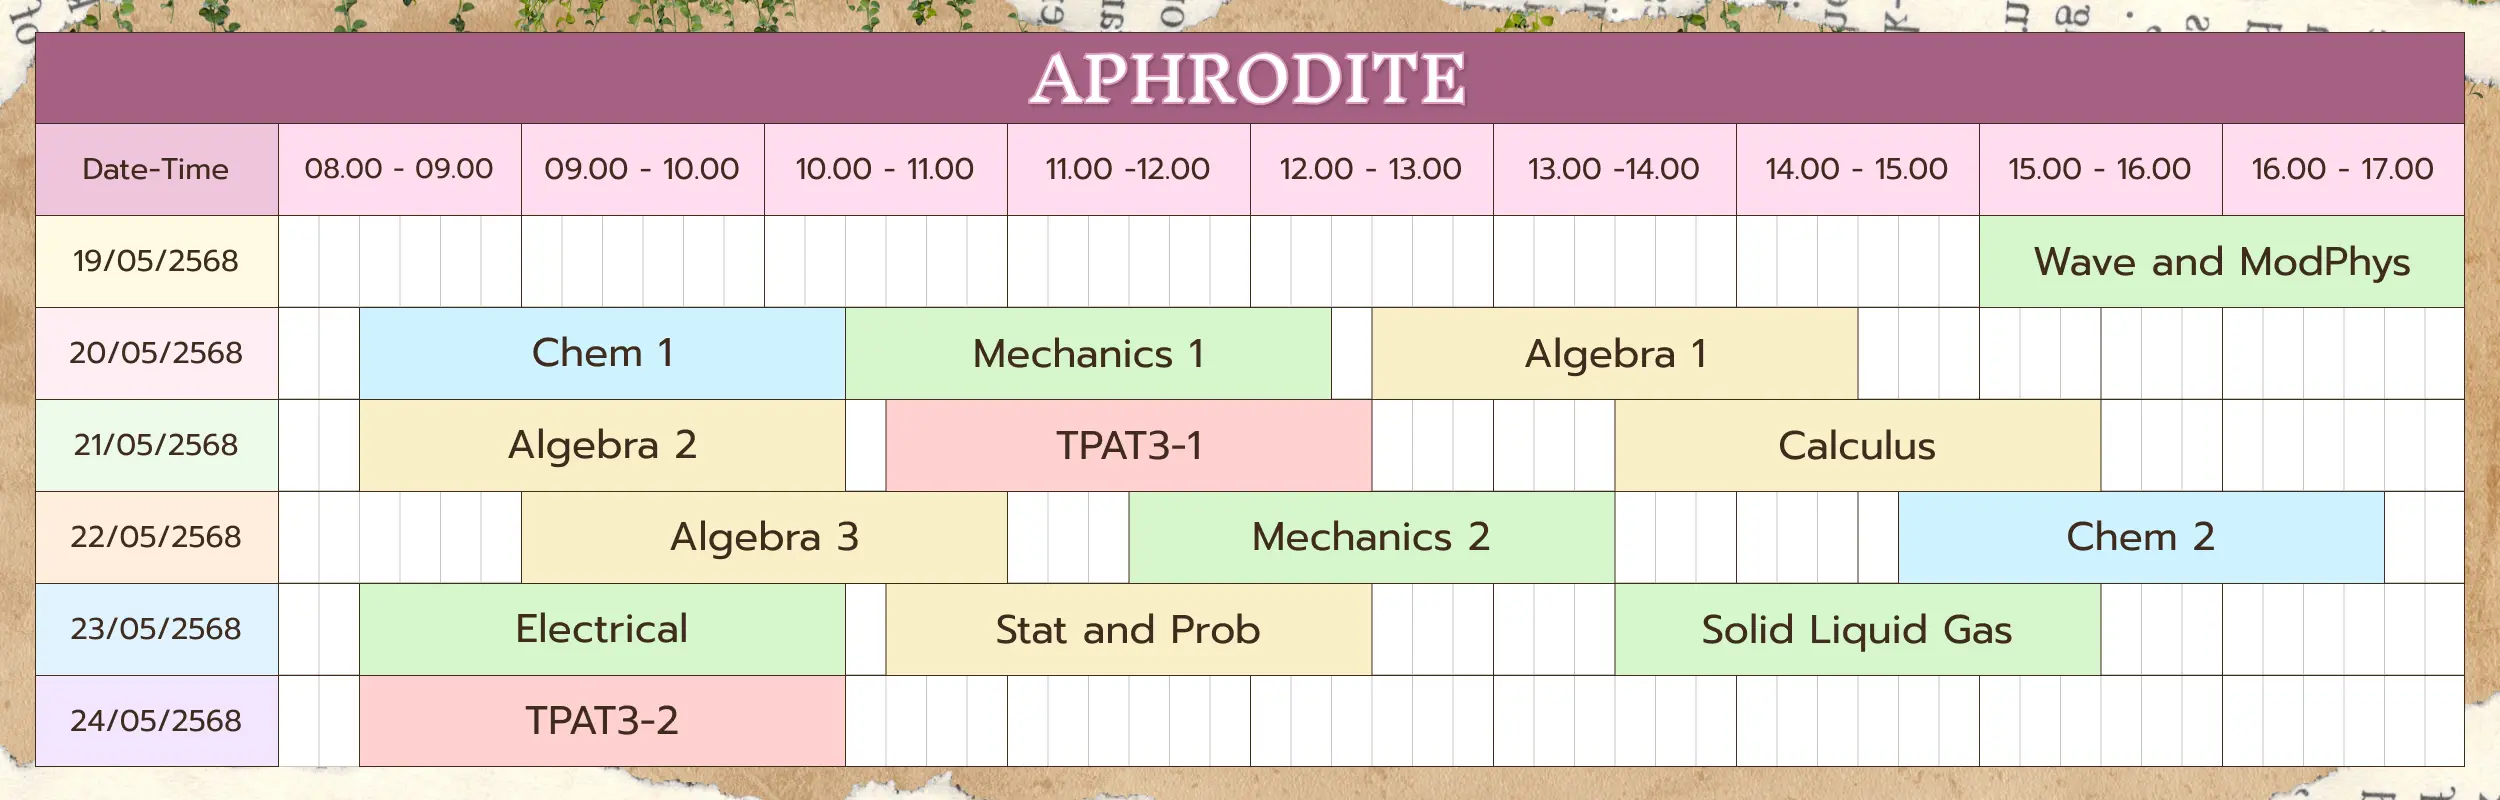 APHRODITE
Date-Time 08.00 - 09.00 09.00 - 10.00 10.00 - 11.00 11.00 -12.00 12.00 - 13.00 13.00 -14.00 14.00 - 15.00 15.00 - 16.00 16.00 - 17.00
19/05/2568 Wave and ModPhys
20/05/2568 Chem 1 Mechanics 1 Algebra 1
21/05/2568 Algebra 2 TPAT3-1 Calculus
22/05/2568 Algebra 3 Mechanics 2 Chem 2
23/05/2568 Electrical Stat and Prob Solid Liquid Gas
24/05/2568 TPAT3-2